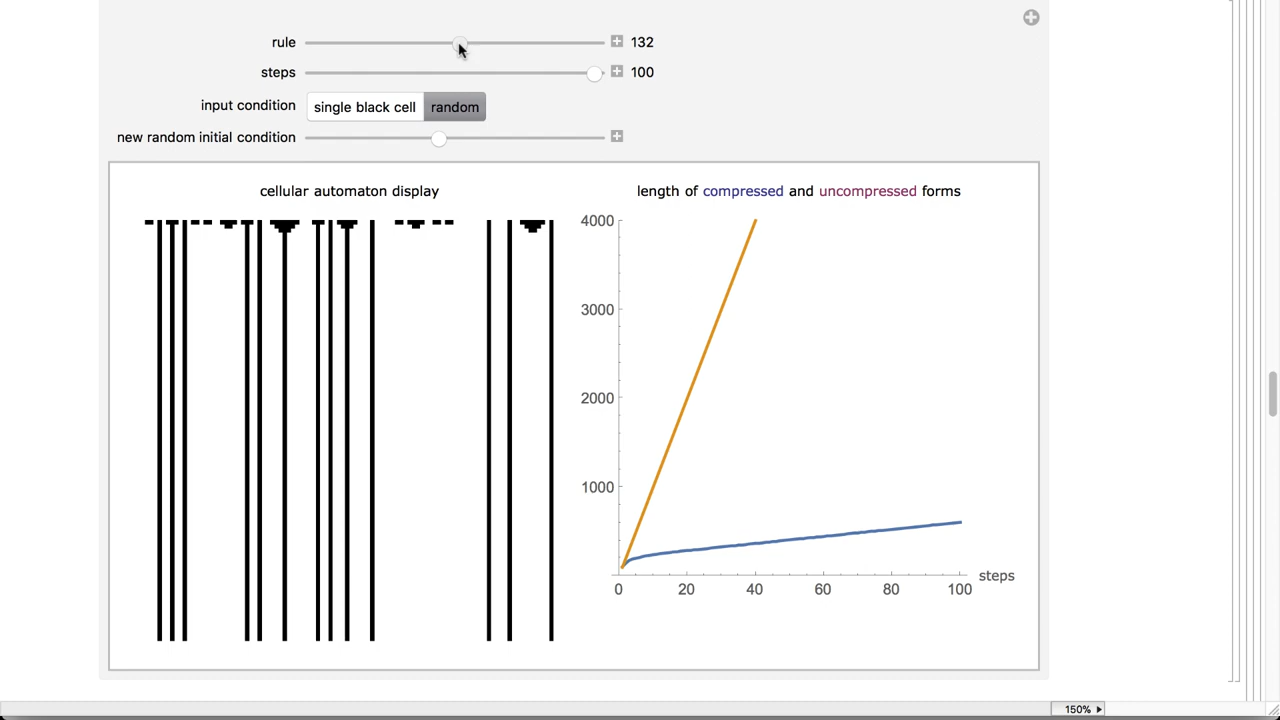 rule 132
steps 100
input condition single black cell random
new random initial condition
cellular automaton display
length of compressed and uncompressed forms
4000
3000
2000
1000
0 20 40 60 80 100 steps
150%